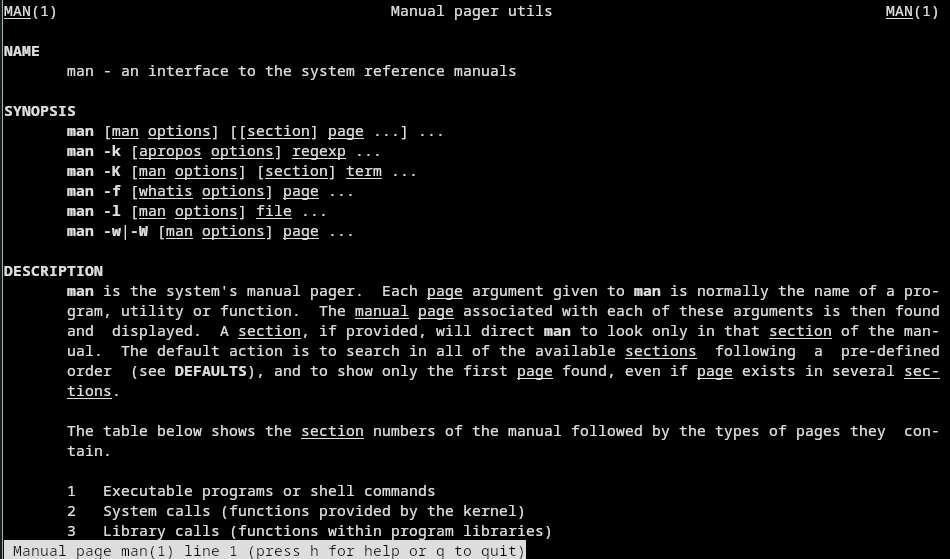 MAN(1) Manual pager utils MAN(1)
NAME
man - an interface to the system reference manuals
SYNOPSIS
man [man options] [[section] page ...] ...
man -k [apropos options] regexp ...
man -K [man options] [section] term ...
man -f [whatis options] page ...
man -l [man options] file ...
man -w|-W [man options] page ...
DESCRIPTION
man is the system's manual pager.  Each page argument given to man is normally the name of a pro-
gram, utility or function.  The manual page associated with each of these arguments is then found
and  displayed.  A section, if provided, will direct man to look only in that section of the man-
ual.  The default action is to search in all of the available sections  following  a  pre-defined
order  (see DEFAULTS), and to show only the first page found, even if page exists in several sec-
tions.
The table below shows the section numbers of the manual followed by the types of pages they  con-
tain.
1   Executable programs or shell commands
2   System calls (functions provided by the kernel)
3   Library calls (functions within program libraries)
Manual page man(1) line 1 (press h for help or q to quit)